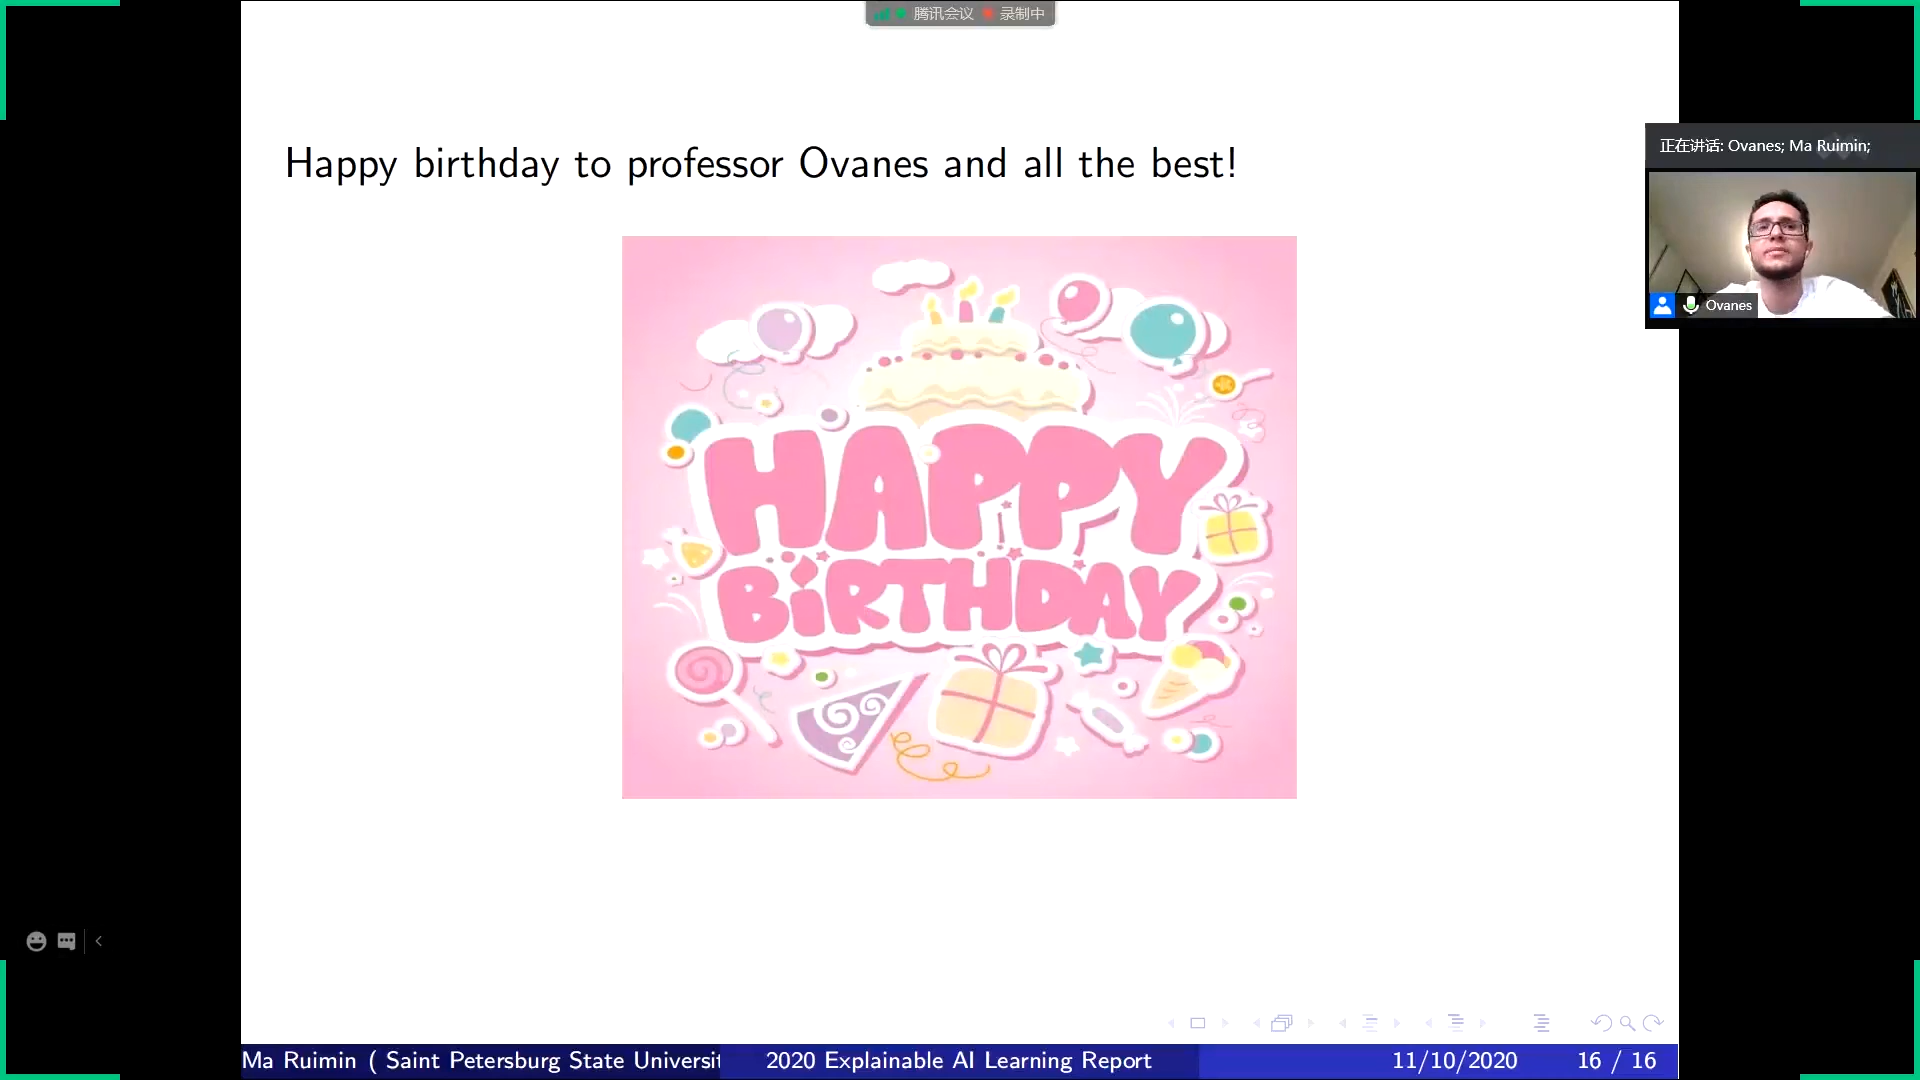 腾讯会议 录制中
Happy birthday to professor Ovanes and all the best!
正在讲话: Ovanes; Ma Ruimin;
Ovanes
HAPPY
BiRTHDAY
Ma Ruimin ( Saint Petersburg State Universit 2020 Explainable AI Learning Report 11/10/2020 16 / 16